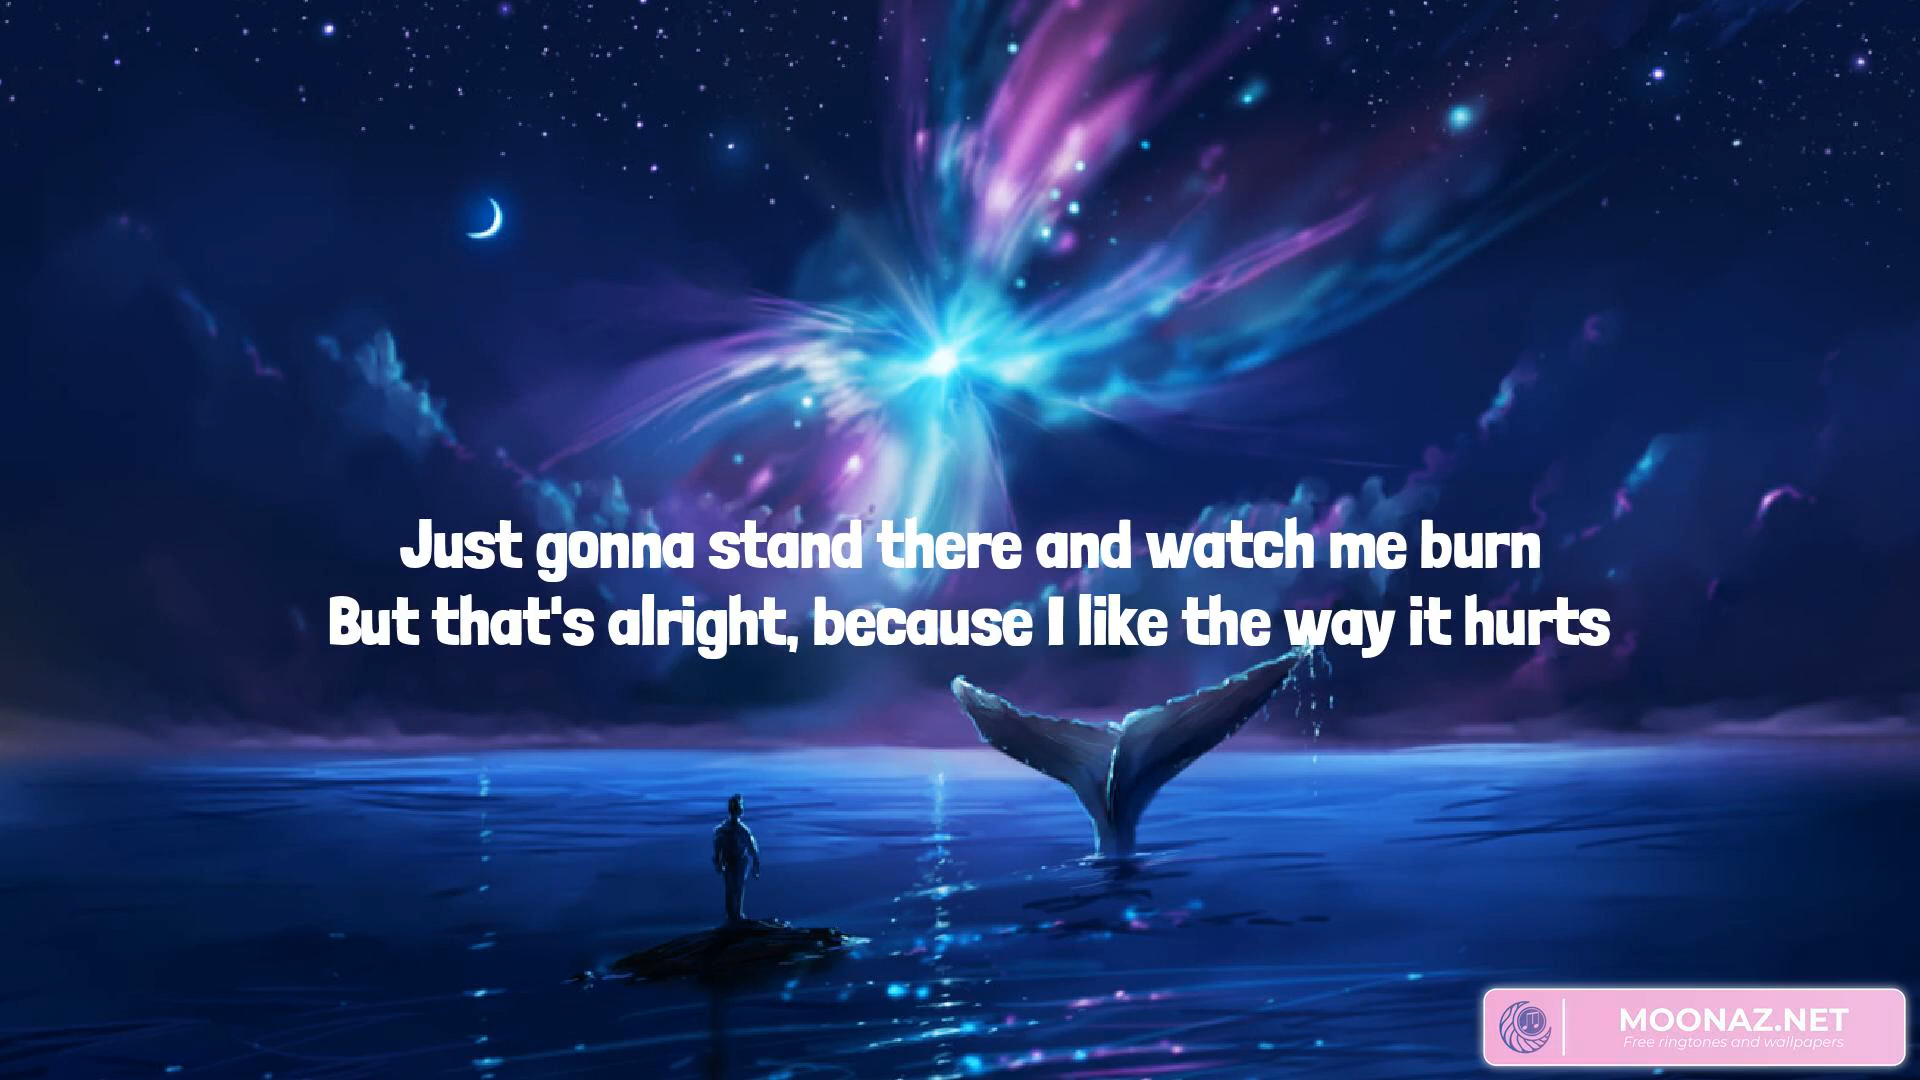 Just gonna stand there and watch me burn
But that's alright, because I like the way it hurts
MOONAZ.NET
Free ringtones and wallpapers